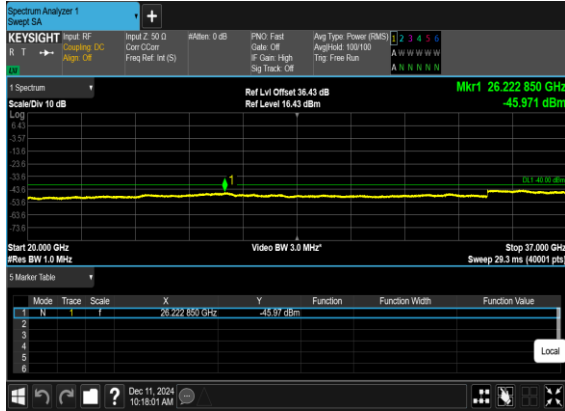 Spectrum Analyzer 1
Swept SA
+
KEYSIGHT Input: RF Input Z: 50 Ω #Atten: 0 dB PNO: Fast Avg Type: Power (RMS) 1 2 3 4 5 6
R T Coupling: DC Corr CCorr Gate: Off Avg|Hold: 100/100 A W W W W W
Align: Off Freq Ref: Int (S) IF Gain: High Trig: Free Run
LXI Sig Track: Off A N N N N N
1 Spectrum Ref Lvl Offset 36.43 dB Mkr1 26.222 850 GHz
Scale/Div 10 dB Ref Level 16.43 dBm -45.971 dBm
Log
6.43
-3.57
-13.6
-23.6
-33.6 1 DL1 -40.00 dBm
-43.6
-53.6
-63.6
-73.6
Start 20.000 GHz Video BW 3.0 MHz* Stop 37.000 GHz
#Res BW 1.0 MHz Sweep 29.3 ms (40001 pts)
5 Marker Table
Mode Trace Scale X Y Function Function Width Function Value
1 N 1 f 26.222 850 GHz -45.97 dBm
2
3
4
5
6
Local
? Dec 11, 2024
10:18:01 AM